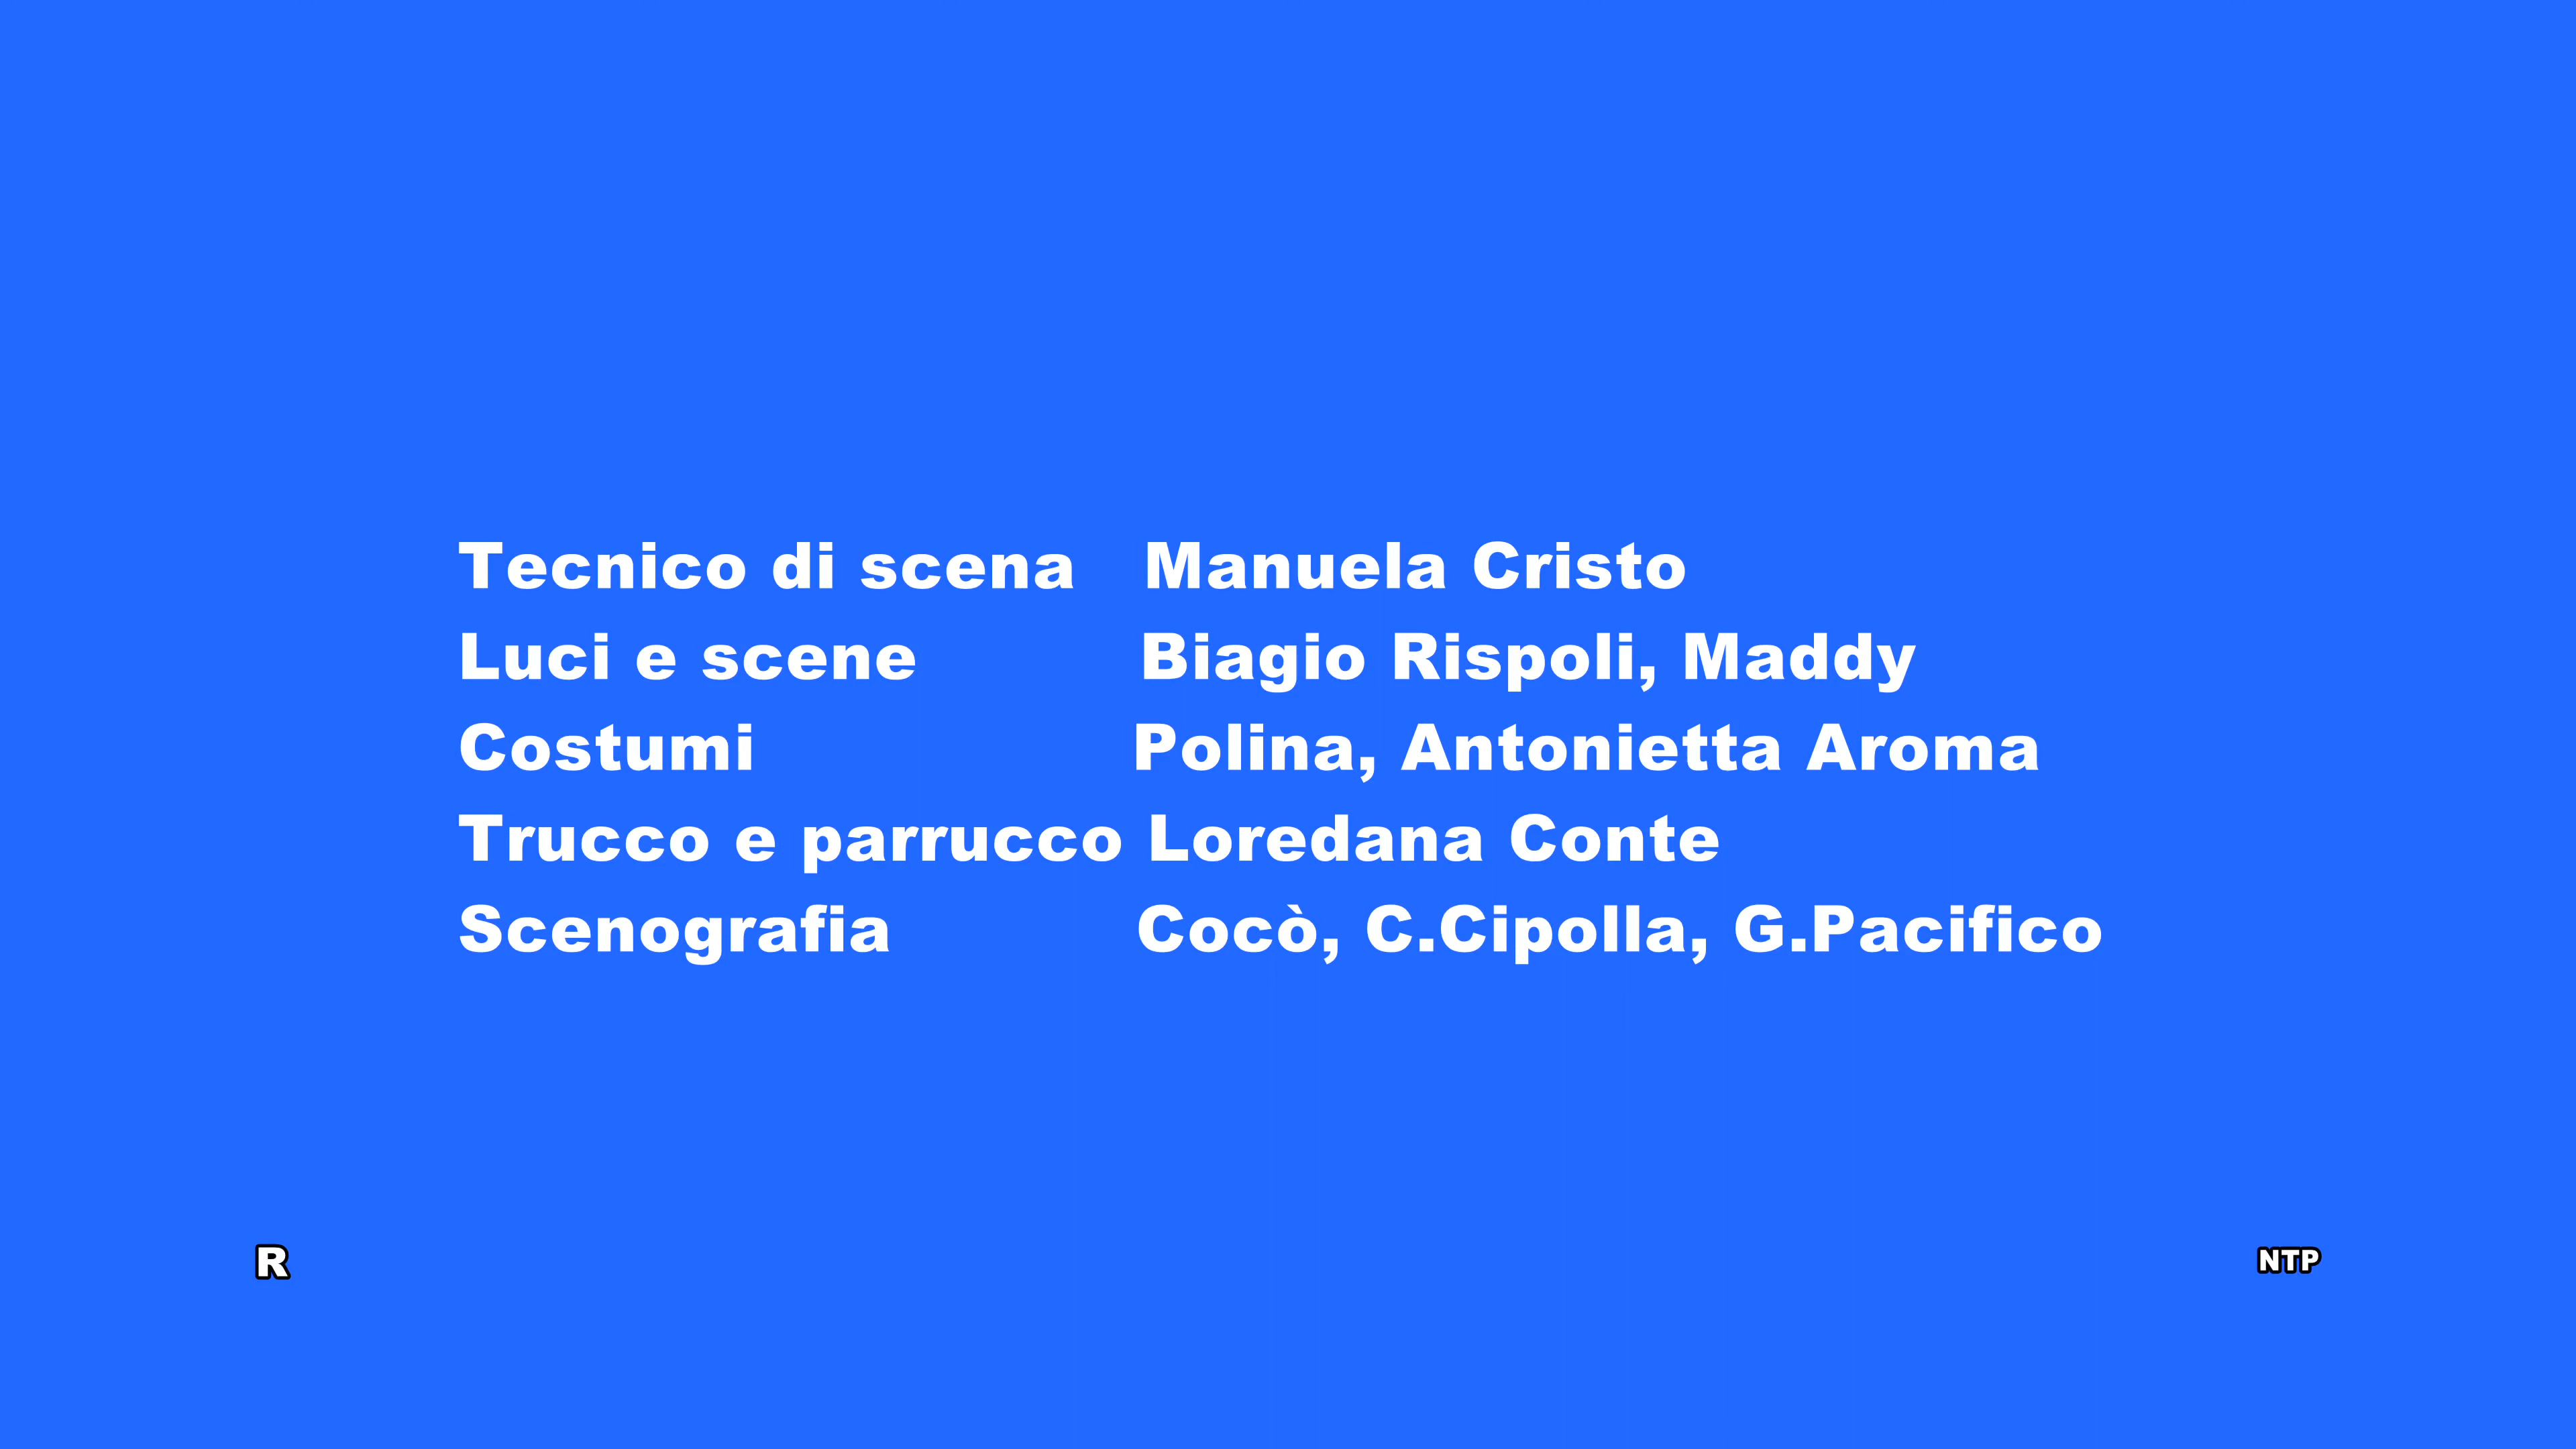 Tecnico di scena Manuela Cristo
Luci e scene Biagio Rispoli, Maddy
Costumi Polina, Antonietta Aroma
Trucco e parrucco Loredana Conte
Scenografia Cocò, C.Cipolla, G.Pacifico
R NTP